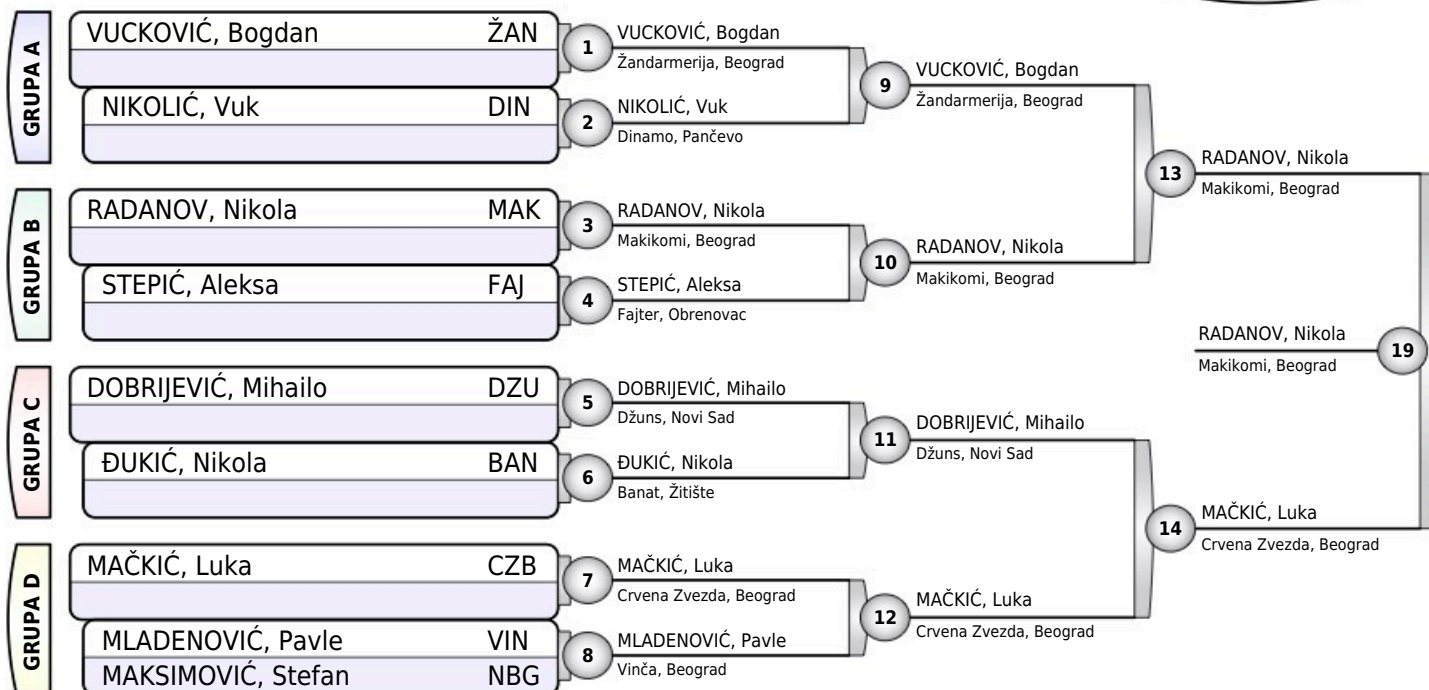 GRUPA A
VUCKOVIĆ, Bogdan ŽAN
NIKOLIĆ, Vuk DIN
GRUPA B
RADANOV, Nikola MAK
STEPIĆ, Aleksa FAJ
GRUPA C
DOBRIJEVIĆ, Mihailo DZU
ĐUKIĆ, Nikola BAN
GRUPA D
MAČKIĆ, Luka CZB
MLADENOVIĆ, Pavle VIN
MAKSIMOVIĆ, Stefan NBG
1 VUCKOVIĆ, Bogdan
Žandarmerija, Beograd
2 NIKOLIĆ, Vuk
Dinamo, Pančevo
3 RADANOV, Nikola
Makikomi, Beograd
4 STEPIĆ, Aleksa
Fajter, Obrenovac
5 DOBRIJEVIĆ, Mihailo
Džuns, Novi Sad
6 ĐUKIĆ, Nikola
Banat, Žitište
7 MAČKIĆ, Luka
Crvena Zvezda, Beograd
8 MLADENOVIĆ, Pavle
Vinča, Beograd
9 VUCKOVIĆ, Bogdan
Žandarmerija, Beograd
10 RADANOV, Nikola
Makikomi, Beograd
11 DOBRIJEVIĆ, Mihailo
Džuns, Novi Sad
12 MAČKIĆ, Luka
Crvena Zvezda, Beograd
13 RADANOV, Nikola
Makikomi, Beograd
14 MAČKIĆ, Luka
Crvena Zvezda, Beograd
RADANOV, Nikola 19
Makikomi, Beograd